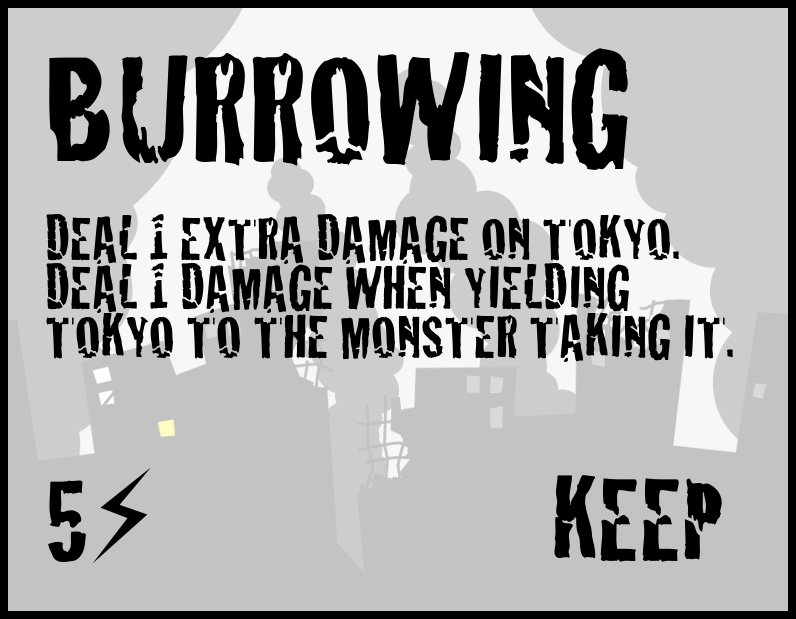 BURROWING
DEAL 1 EXTRA DAMAGE ON TOKYO.
DEAL 1 DAMAGE WHEN YIELDING
TOKYO TO THE MONSTER TAKING IT.
5
KEEP